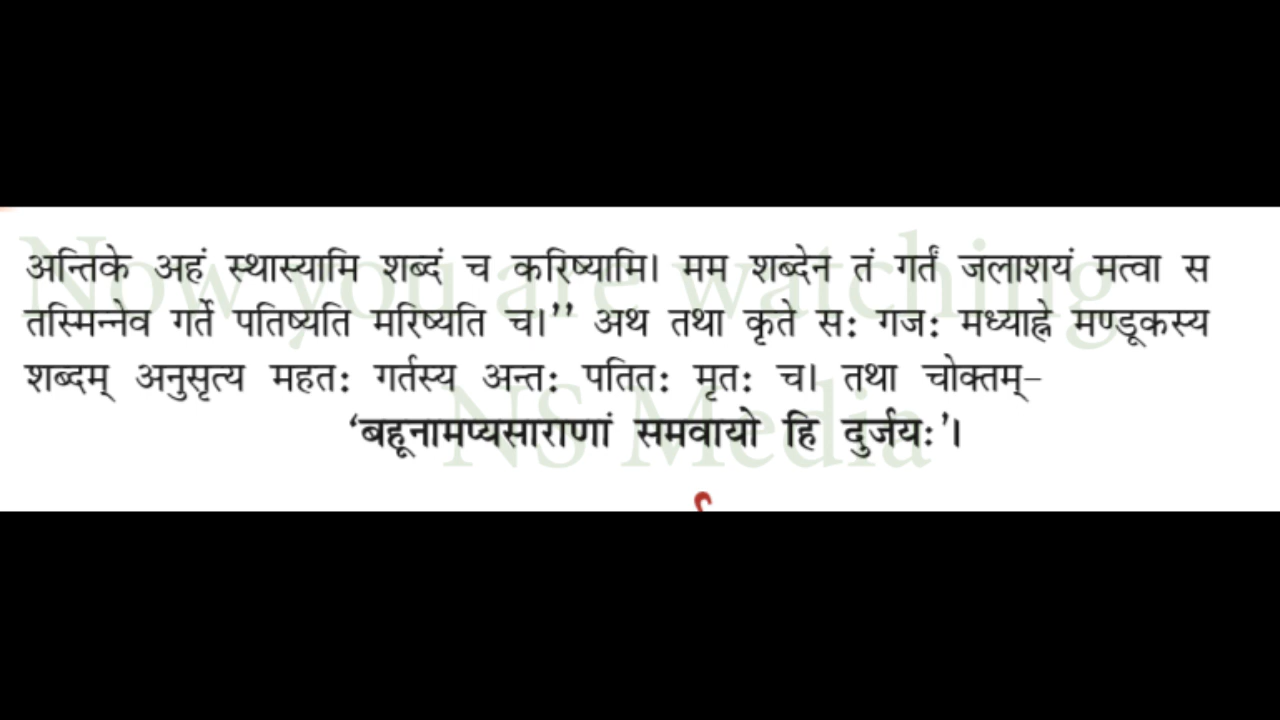 अन्तिके अहं स्थास्यामि शब्दं च करिष्यामि। मम शब्देन तं गर्तं जलाशयं मत्वा स
तस्मिन्नेव गर्ते पतिष्यति मरिष्यति च।’’ अथ तथा कृते सः गजः मध्याह्ने मण्डूकस्य
शब्दम् अनुसृत्य महतः गर्तस्य अन्तः पतितः मृतः च। तथा चोक्तम्–
‘बहूनामप्यसाराणां समवायो हि दुर्जयः’।
Now you are watching
NS Media